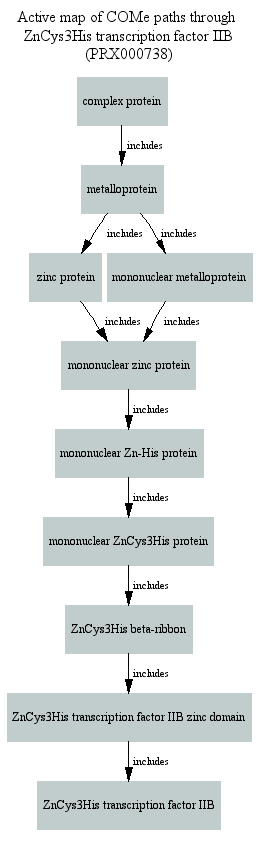 Active map of COMe paths through
ZnCys3His transcription factor IIB
(PRX000738)
complex protein
includes
metalloprotein
includes
includes
zinc protein
mononuclear metalloprotein
includes
includes
mononuclear zinc protein
includes
mononuclear Zn-His protein
includes
mononuclear ZnCys3His protein
includes
ZnCys3His beta-ribbon
includes
ZnCys3His transcription factor IIB zinc domain
includes
ZnCys3His transcription factor IIB